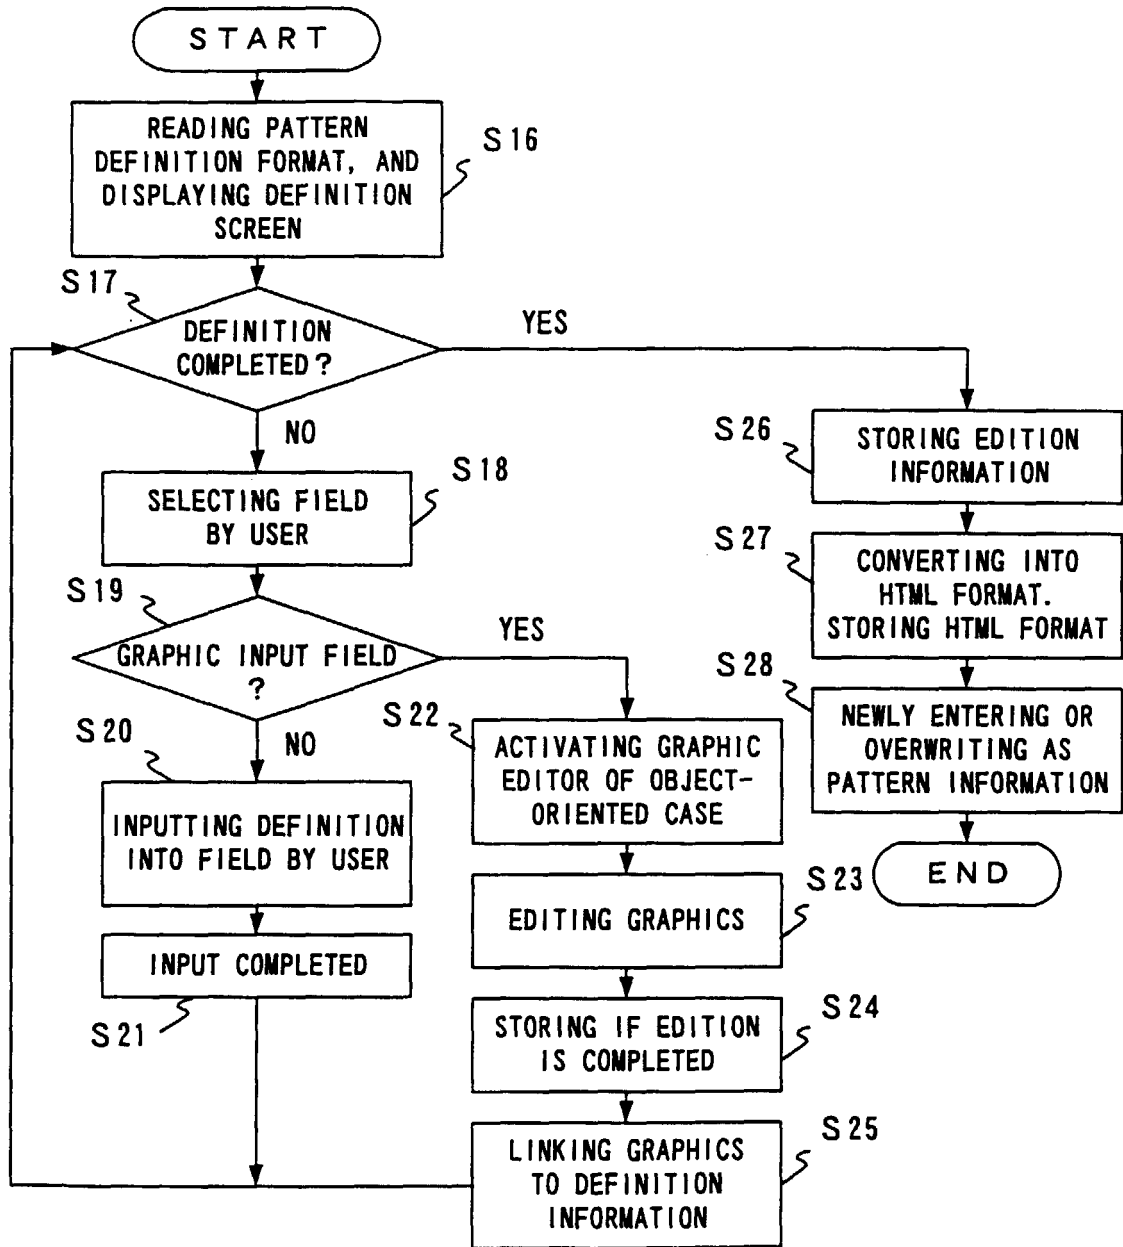 START
READING PATTERN
DEFINITION FORMAT, AND
DISPLAYING DEFINITION
SCREEN
S16
S17
DEFINITION
COMPLETED?
YES
NO
SELECTING FIELD
BY USER
S18
S19
GRAPHIC INPUT FIELD
?
YES
NO
S20
INPUTTING DEFINITION
INTO FIELD BY USER
INPUT COMPLETED
S21
S22
ACTIVATING GRAPHIC
EDITOR OF OBJECT-
ORIENTED CASE
S23
EDITING GRAPHICS
S24
STORING IF EDITION
IS COMPLETED
S25
LINKING GRAPHICS
TO DEFINITION
INFORMATION
S26
STORING EDITION
INFORMATION
S27
CONVERTING INTO
HTML FORMAT.
STORING HTML FORMAT
S28
NEWLY ENTERING OR
OVERWRITING AS
PATTERN INFORMATION
END